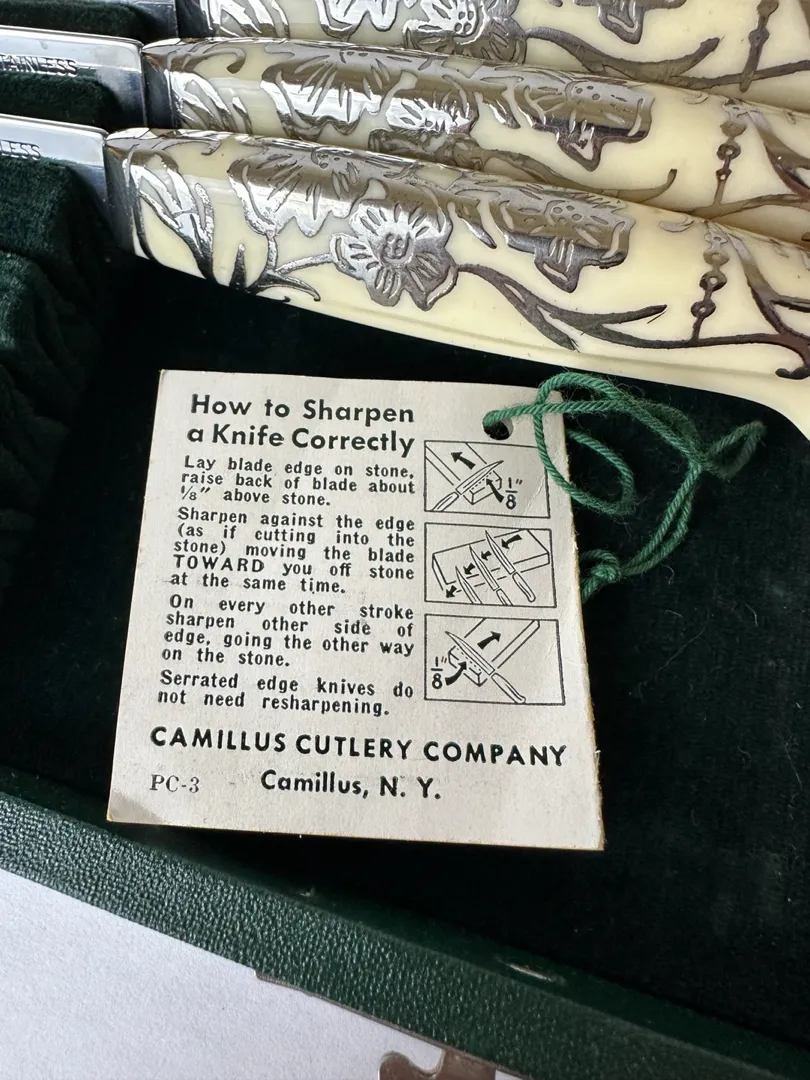 How to Sharpen
a Knife Correctly
Lay blade edge on stone,
raise back of blade about
1/8" above stone.
Sharpen against the edge
(as if cutting into the
stone) moving the blade
TOWARD you off stone
at the same time.
On every other stroke
sharpen other side of
edge, going the other way
on the stone.
Serrated edge knives do
not need resharpening.
1/8"
1/8"
CAMILLUS CUTLERY COMPANY
PC-3 Camillus, N. Y.